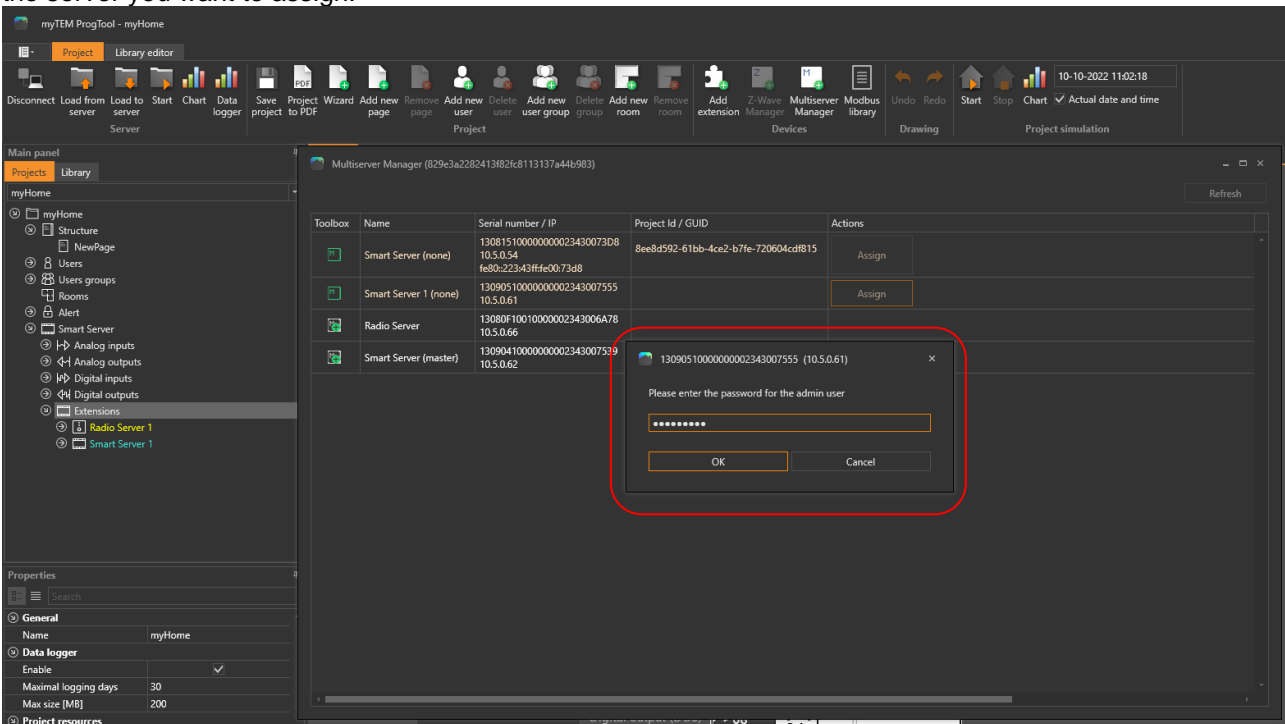 the server you want to assign.
myTEM ProgTool - myHome
Project Library editor
Disconnect Load from server Load to server Start Chart Data logger Save project Project to PDF Wizard Add new page Remove page Add new user Delete user Add new user group Delete group Add new room Remove room Add extension Z-Wave Manager Multiserver Manager Modbus library Undo Redo Start Stop Chart
10-10-2022 11:02:18
Actual date and time
Server Project Devices Drawing Project simulation
Main panel
Projects Library
myHome
myHome
Structure
NewPage
Users
Users groups
Rooms
Alert
Smart Server
Analog inputs
Analog outputs
Digital inputs
Digital outputs
Extensions
Radio Server 1
Smart Server 1
Properties
Search
General
Name myHome
Data logger
Enable
Maximal logging days 30
Max size [MB] 200
Project resources
Multiserver Manager (829e3a2282413f82fc8113137a44b983)
Refresh
Toolbox Name Serial number / IP Project Id / GUID Actions
Smart Server (none) 13081510000000023430073D8 8ee8d592-61bb-4ce2-b7fe-720604cdf815 Assign
10.5.0.54
fe80::223:43ff:fe00:73d8
Smart Server 1 (none) 1309051000000002343007555 Assign
10.5.0.61
Radio Server 13080F10010000002343006A78
10.5.0.66
Smart Server (master) 1309041000000002343007539
10.5.0.62
1309051000000002343007555 (10.5.0.61)
Please enter the password for the admin user
•••••••••
OK Cancel